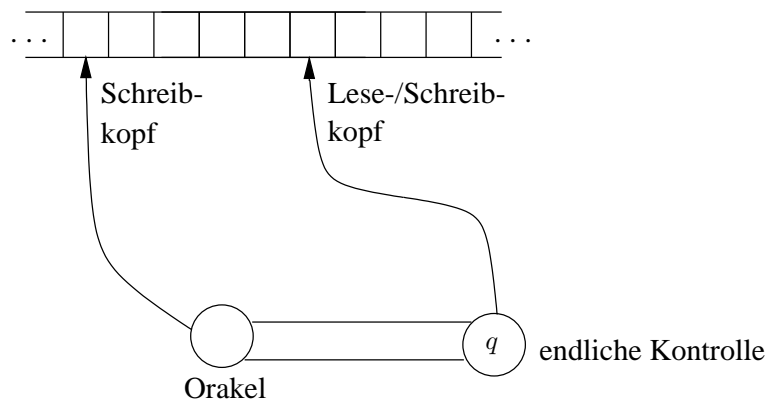 . . . . . .
Schreib-
kopf
Lese-/Schreib-
kopf
q
endliche Kontrolle
Orakel